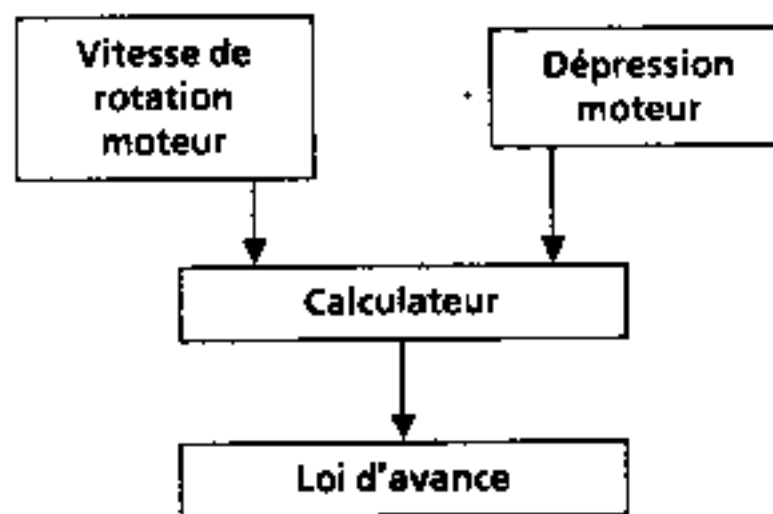 Vitesse de
rotation
moteur
Dépression
moteur
Calculateur
Loi d'avance